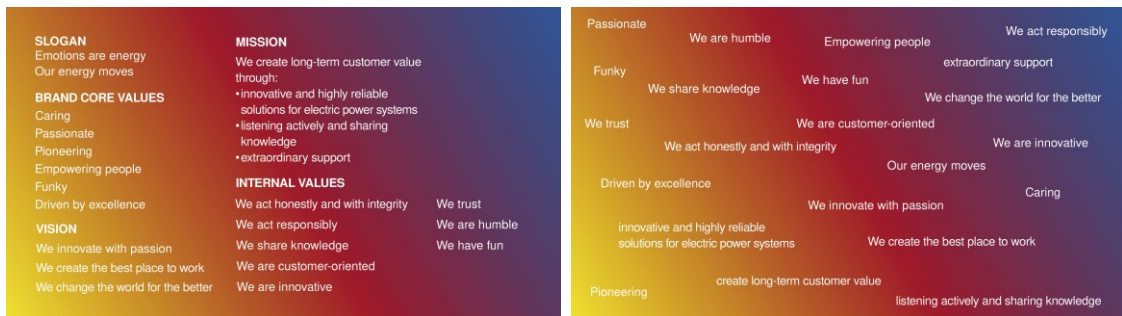 SLOGAN
Emotions are energy
Our energy moves
BRAND CORE VALUES
Caring
Passionate
Pioneering
Empowering people
Funky
Driven by excellence
VISION
We innovate with passion
We create the best place to work
We change the world for the better
MISSION
We create long-term customer value
through:
•innovative and highly reliable
solutions for electric power systems
•listening actively and sharing
knowledge
•extraordinary support
INTERNAL VALUES
We act honestly and with integrity
We act responsibly
We share knowledge
We are customer-oriented
We are innovative
We trust
We are humble
We have fun
Passionate
We are humble
Empowering people
We act responsibly
extraordinary support
Funky
We share knowledge
We have fun
We change the world for the better
We trust
We are customer-oriented
We act honestly and with integrity
We are innovative
Our energy moves
Driven by excellence
Caring
We innovate with passion
innovative and highly reliable
solutions for electric power systems
We create the best place to work
Pioneering
create long-term customer value
listening actively and sharing knowledge